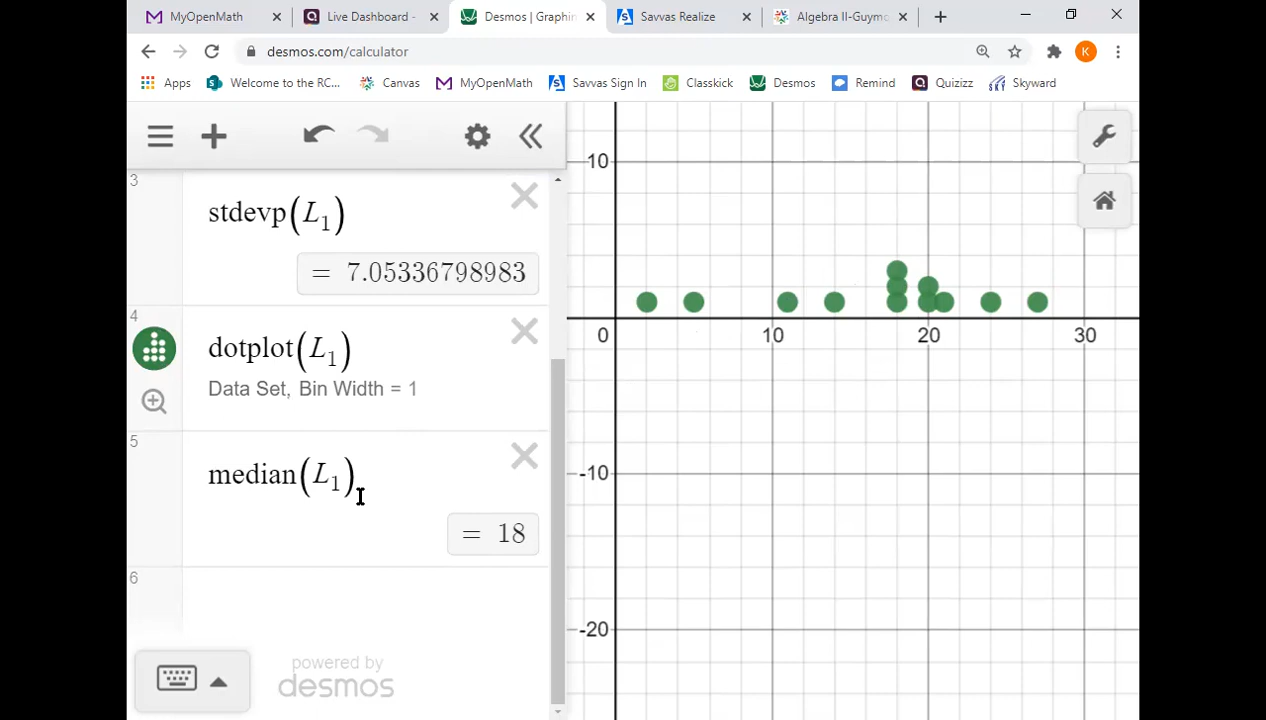 MyOpenMath
Live Dashboard -
Desmos | Graphin
Savvas Realize
Algebra II-Guymo
desmos.com/calculator
K
Apps
Welcome to the RC...
Canvas
MyOpenMath
Savvas Sign In
Classkick
Desmos
Remind
Quizizz
Skyward
3
stdevp(L₁)
= 7.05336798983
4
dotplot(L₁)
Data Set, Bin Width = 1
5
median(L₁)
= 18
6
powered by
desmos
10
0
10
20
30
-10
-20